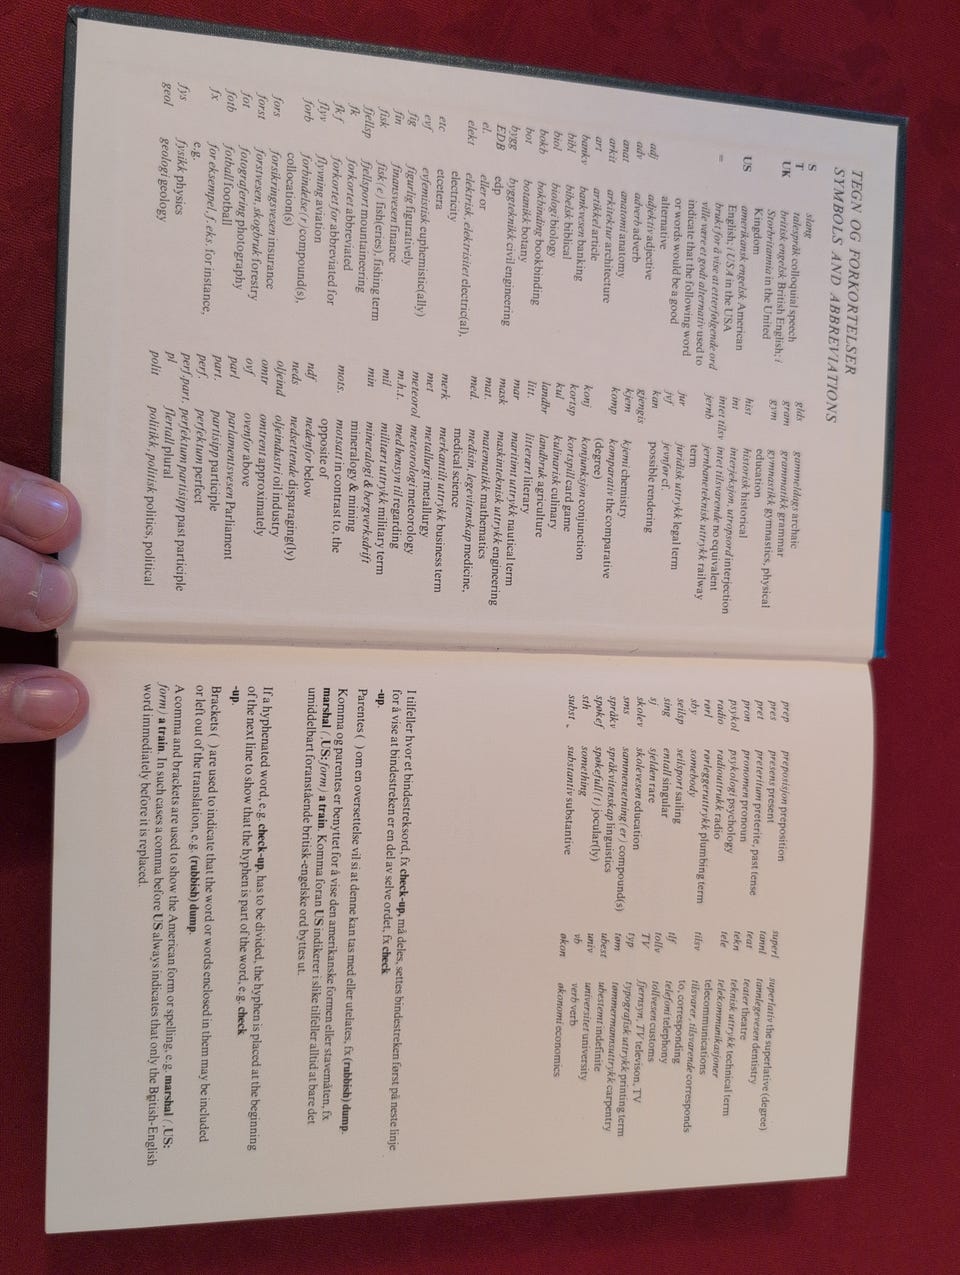 TEGN OG FORKORTELSER
SYMBOLS AND ABBREVIATIONS
S slang
T talespråk colloquial speech
UK britisk engelsk British English; i
Storbritannia in the United
Kingdom
US amerikansk engelsk American
English; i USA in the USA
= brukt for å vise at etterfølgende ord
ville være et godt alternativ used to
indicate that the following word
or words would be a good
alternative
adj adjektiv adjective
adv adverb adverb
anat anatomi anatomy
arkit arkitektur architecture
art. artikkel article
bankv bankvesen banking
bibl bibelsk biblical
biol biologi biology
bokb bokbinding bookbinding
bot botanikk botany
bygg byggteknikk civil engineering
EDB edp
el. eller or
elekt elektrisk, elektrisitet electric(al),
electricity
etc etcetera
evf evfemistisk euphemistic(ally)
fig figurlig figuratively
fin finansvesen finance
fisk fisk(e) fish(eries), fishing term
fjellsp fjellsport mountaineering
fk forkortet abbreviated
fk f forkortet for abbreviated for
flyv flyvning aviation
forb forbindelse(r) compound(s),
collocation(s)
fors forsikringsvesen insurance
forst forstvesen, skogbruk forestry
fot fotografering photography
fotb fotball football
fx for eksempel, f. eks. for instance,
e.g.
fys fysikk physics
geol geologi geology
glds gammeldags archaic
gram grammatikk grammar
gym gymnastikk gymnastics, physical
education
hist historisk historical
int interjeksjon, utropsord interjection
intet tilsv intet tilsvarende no equivalent
jernb jernbaneteknisk uttrykk railway
term
jur juridisk uttrykk legal term
jvf jevnfør cf.
kan possible rendering
gjengis
kjem kjemi chemistry
komp komparativ the comparative
(degree)
konj konjunksjon conjunction
kortsp kortspill card game
kul kulinarisk culinary
landbr landbruk agriculture
litt. litterært literary
mar maritimt uttrykk nautical term
mask maskinteknisk uttrykk engineering
mat. matematikk mathematics
med. medisin, legevitenskap medicine,
medical science
merk merkantilt uttrykk business term
met metallurgi metallurgy
meteorol meteorologi meteorology
m.h.t. med hensyn til regarding
mil militært uttrykk military term
min mineralogi & bergverksdrift
mineralogy & mining
mots. motsatt in contrast to, the
opposite of
ndf nedenfor below
neds nedsettende disparaging(ly)
oljeind oljeindustri oil industry
omtr omtrent approximately
ovf ovenfor above
parl parlamentsvesen Parliament
part. partisipp participle
perf. perfektum perfect
perf.part. perfektum partisipp past participle
pl flertall plural
polit politikk, politisk politics, political
prep preposisjon preposition
pres presens present
pret preteritum preterite, past tense
pron pronomen pronoun
psykol psykologi psychology
radio radiouttrykk radio
rørl rørleggeruttrykk plumbing term
sby somebody
seilsp seilsport sailing
sing entall singular
sj sjelden rare
skolev skolevesen education
sms sammensetning(er) compound(s)
språkv språkvitenskap linguistics
spøkef spøkefull(t) jocular(ly)
sth something
subst substantiv substantive
superl superlativ the superlative (degree)
tannl tannlegevesen dentistry
teat teater theatre
tekn teknisk uttrykk technical term
tele telekommunikasjoner
telecommunications
tilsv tilsvarer, tilsvarende corresponds
to, corresponding
tlf telefoni telephony
tollv tollvesen customs
TV fjernsyn, TV televison, TV
typ typografisk uttrykk printing term
tøm tømmermannsuttrykk carpentry
ubest ubestemt indefinite
univ universitet university
vb verb verb
økon økonomi economics
I tilfeller hvor et bindestreksord, fx check-up, må deles, settes bindestreken først på neste linje
for å vise at bindestreken er en del av selve ordet, fx check
-up.
Parentes ( ) om en oversettelse vil si at denne kan tas med eller utelates, fx (rubbish) dump.
Komma og parentes er benyttet for å vise den amerikanske formen eller stavemåten, fx
marshal (,US: form) a train. Komma foran US indikerer i slike tilfeller alltid at bare det
umiddelbart foranstående britisk-engelske ord byttes ut.
If a hyphenated word, e.g. check-up, has to be divided, the hyphen is placed at the beginning
of the next line to show that the hyphen is part of the word, e.g. check
-up.
Brackets ( ) are used to indicate that the word or words enclosed in them may be included
or left out of the translation, e.g. (rubbish) dump.
A comma and brackets are used to show the American form or spelling, e.g. marshal (,US:
form) a train. In such cases a comma before US always indicates that only the British-English
word immediately before it is replaced.